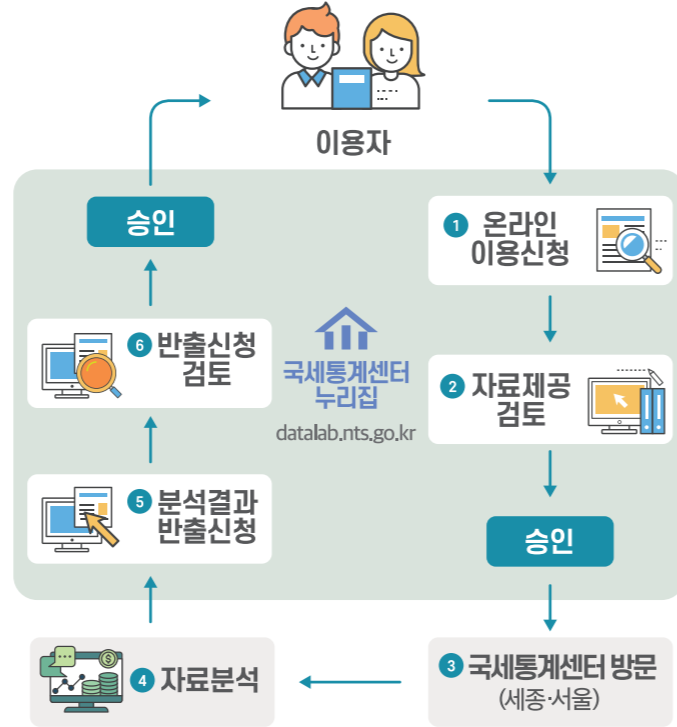 이용자
승인
1 온라인
이용신청
6 반출신청
검토
국세통계센터
누리집
datalab.nts.go.kr
2 자료제공
검토
5 분석결과
반출신청
승인
4 자료분석
3 국세통계센터 방문
(세종·서울)